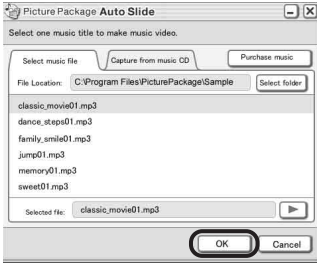 Picture Package Auto Slide
Select one music title to make music video.
Select music file
Capture from music CD
Purchase music
File Location: C:\Program Files\PicturePackage\Sample Select folder
classic_movie01.mp3
dance_steps01.mp3
family_smile01.mp3
jump01.mp3
memory01.mp3
sweet01.mp3
Selected file: classic_movie01.mp3
OK Cancel